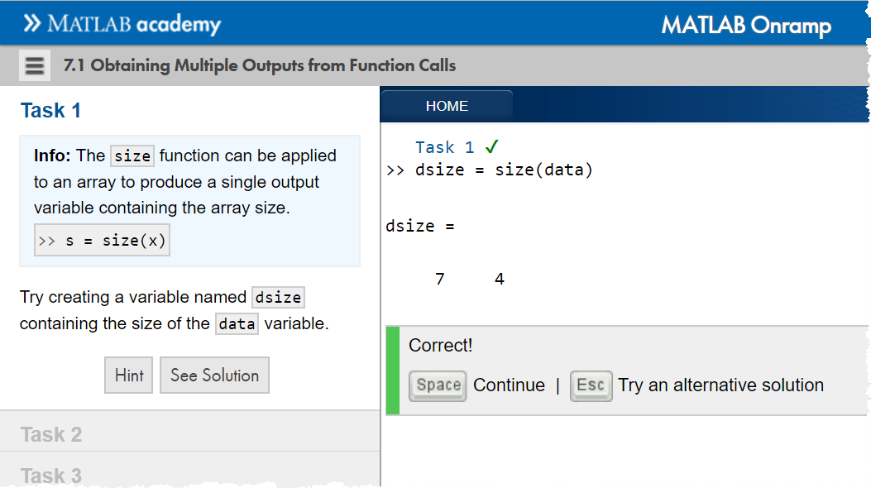 MATLAB academy
MATLAB Onramp
7.1 Obtaining Multiple Outputs from Function Calls
Task 1
Info: The size function can be applied
to an array to produce a single output
variable containing the array size.
>> s = size(x)
Try creating a variable named dsize
containing the size of the data variable.
Hint
See Solution
Task 2
Task 3
HOME
Task 1 ✓
>> dsize = size(data)
dsize =
7 4
Correct!
Space Continue | Esc Try an alternative solution